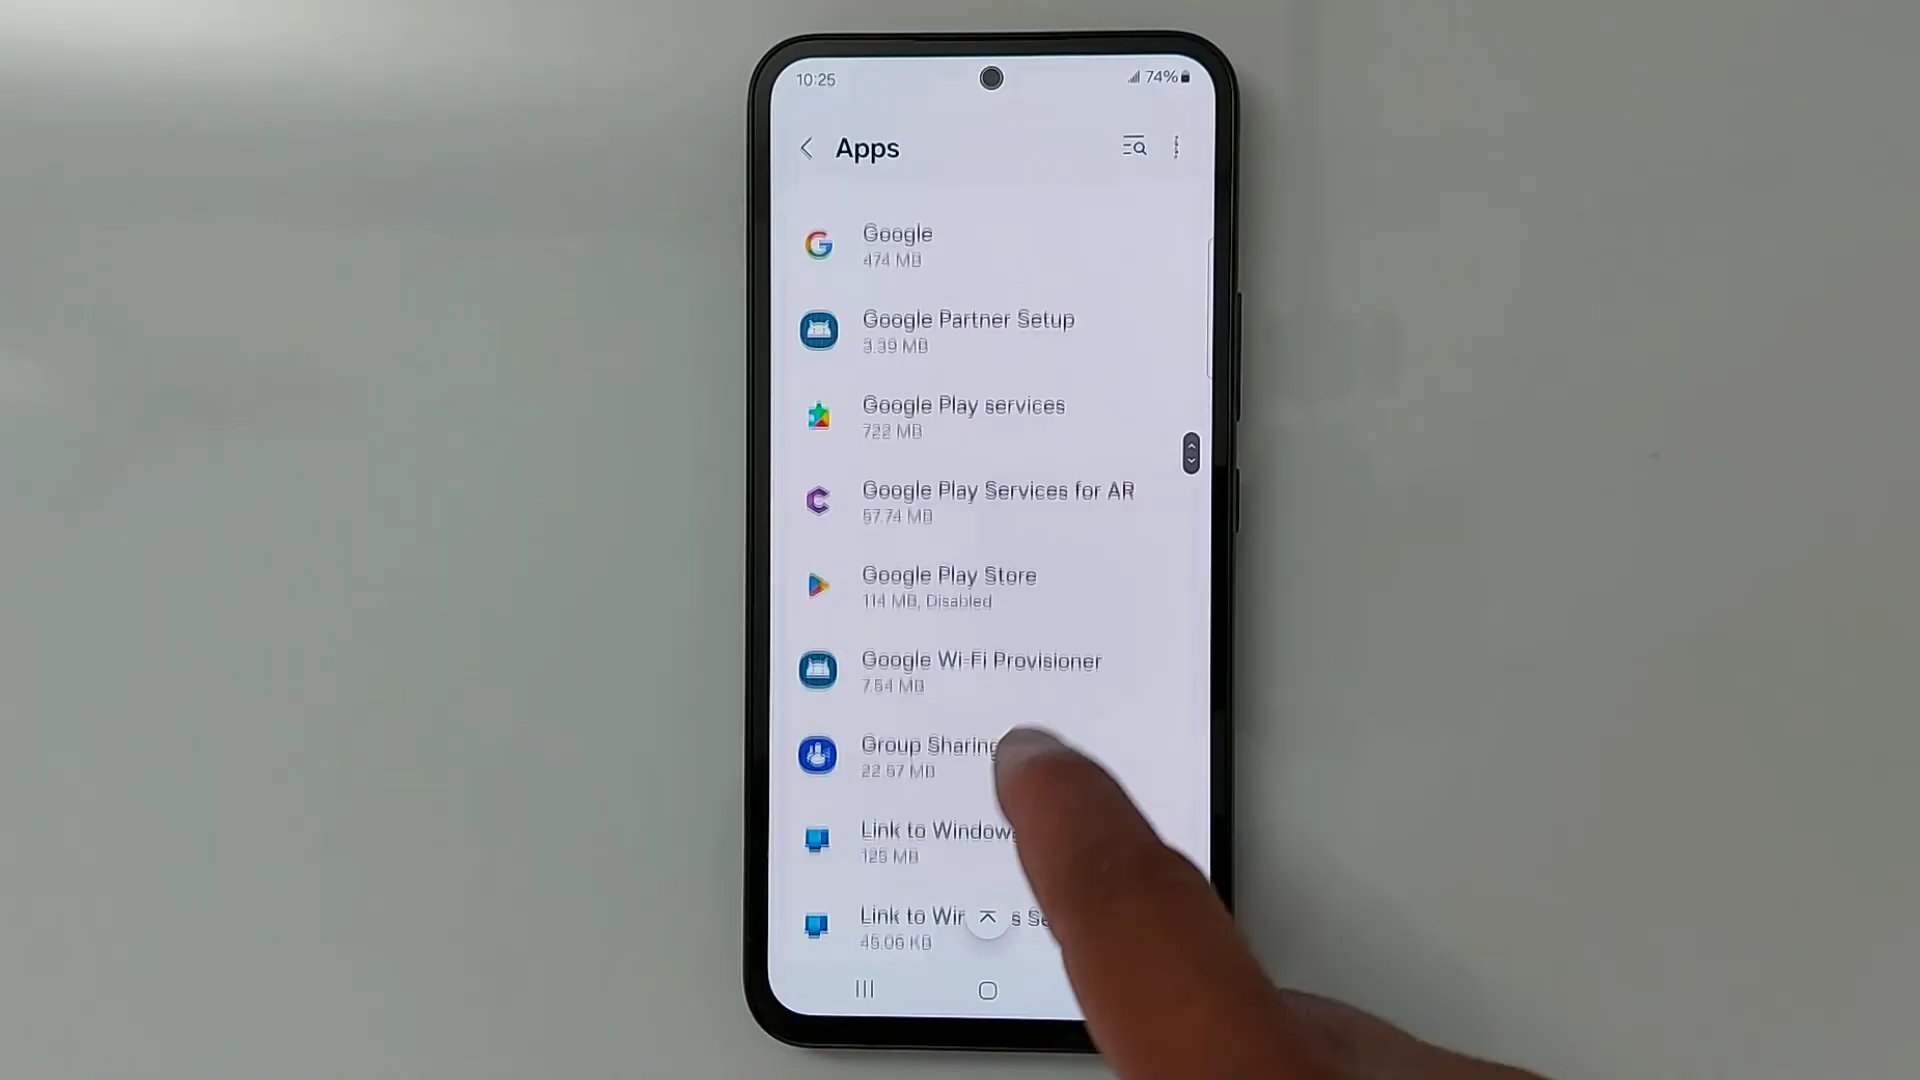 10:25
74%
Apps
Google
474 MB
Google Partner Setup
3.39 MB
Google Play services
722 MB
Google Play Services for AR
57.74 MB
Google Play Store
114 MB, Disabled
Google Wi-Fi Provisioner
7.54 MB
Group Sharing
22.57 MB
Link to Windows
125 MB
Link to
45.06 KB